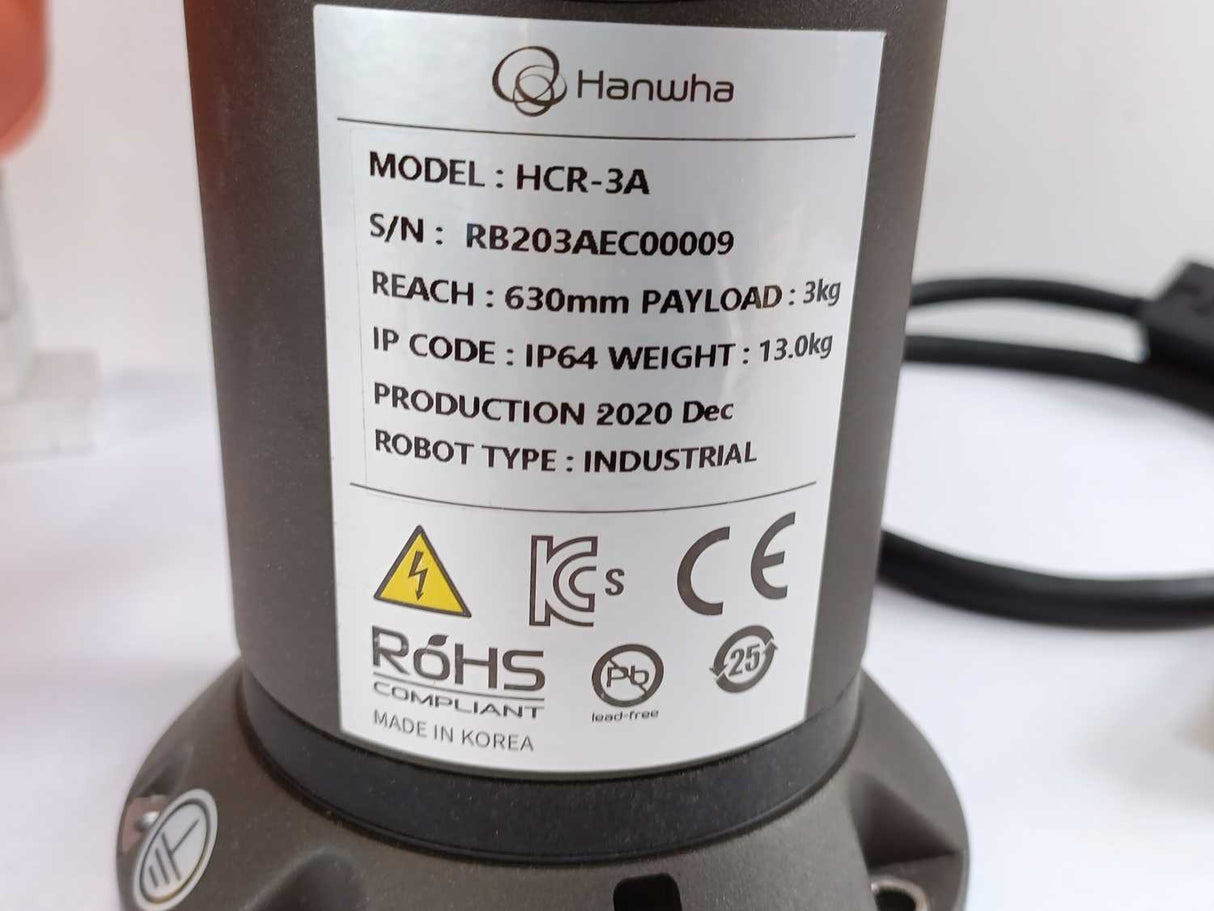 Hanwha
MODEL : HCR-3A
S/N : RB203AEC00009
REACH : 630mm PAYLOAD : 3kg
IP CODE : IP64 WEIGHT : 13.0kg
PRODUCTION 2020 Dec
ROBOT TYPE : INDUSTRIAL
KC s CE
RoHS Pb 25
COMPLIANT lead-free
MADE IN KOREA